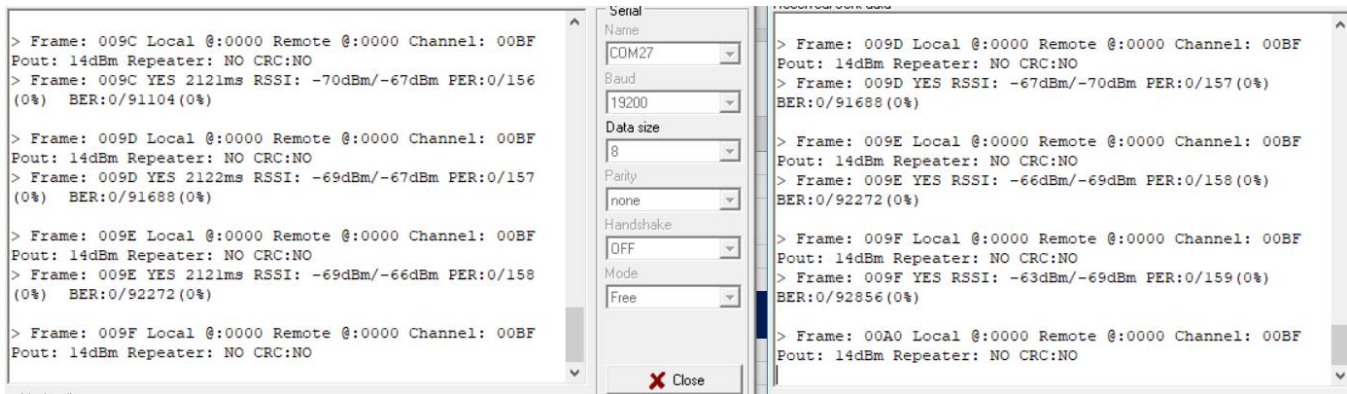 > Frame: 009C Local @:0000 Remote @:0000 Channel: 00BF
Pout: 14dBm Repeater: NO CRC:NO
> Frame: 009C YES 2121ms RSSI: -70dBm/-67dBm PER:0/156
(0%) BER:0/91104(0%)
> Frame: 009D Local @:0000 Remote @:0000 Channel: 00BF
Pout: 14dBm Repeater: NO CRC:NO
> Frame: 009D YES 2122ms RSSI: -69dBm/-67dBm PER:0/157
(0%) BER:0/91688(0%)
> Frame: 009E Local @:0000 Remote @:0000 Channel: 00BF
Pout: 14dBm Repeater: NO CRC:NO
> Frame: 009E YES 2121ms RSSI: -69dBm/-66dBm PER:0/158
(0%) BER:0/92272(0%)
> Frame: 009F Local @:0000 Remote @:0000 Channel: 00BF
Pout: 14dBm Repeater: NO CRC:NO
Serial
Name
COM27
Baud
19200
Data size
8
Parity
none
Handshake
OFF
Mode
Free
Close
> Frame: 009D Local @:0000 Remote @:0000 Channel: 00BF
Pout: 14dBm Repeater: NO CRC:NO
> Frame: 009D YES RSSI: -67dBm/-70dBm PER:0/157(0%)
BER:0/91688(0%)
> Frame: 009E Local @:0000 Remote @:0000 Channel: 00BF
Pout: 14dBm Repeater: NO CRC:NO
> Frame: 009E YES RSSI: -66dBm/-69dBm PER:0/158(0%)
BER:0/92272(0%)
> Frame: 009F Local @:0000 Remote @:0000 Channel: 00BF
Pout: 14dBm Repeater: NO CRC:NO
> Frame: 009F YES RSSI: -63dBm/-69dBm PER:0/159(0%)
BER:0/92856(0%)
> Frame: 00A0 Local @:0000 Remote @:0000 Channel: 00BF
Pout: 14dBm Repeater: NO CRC:NO